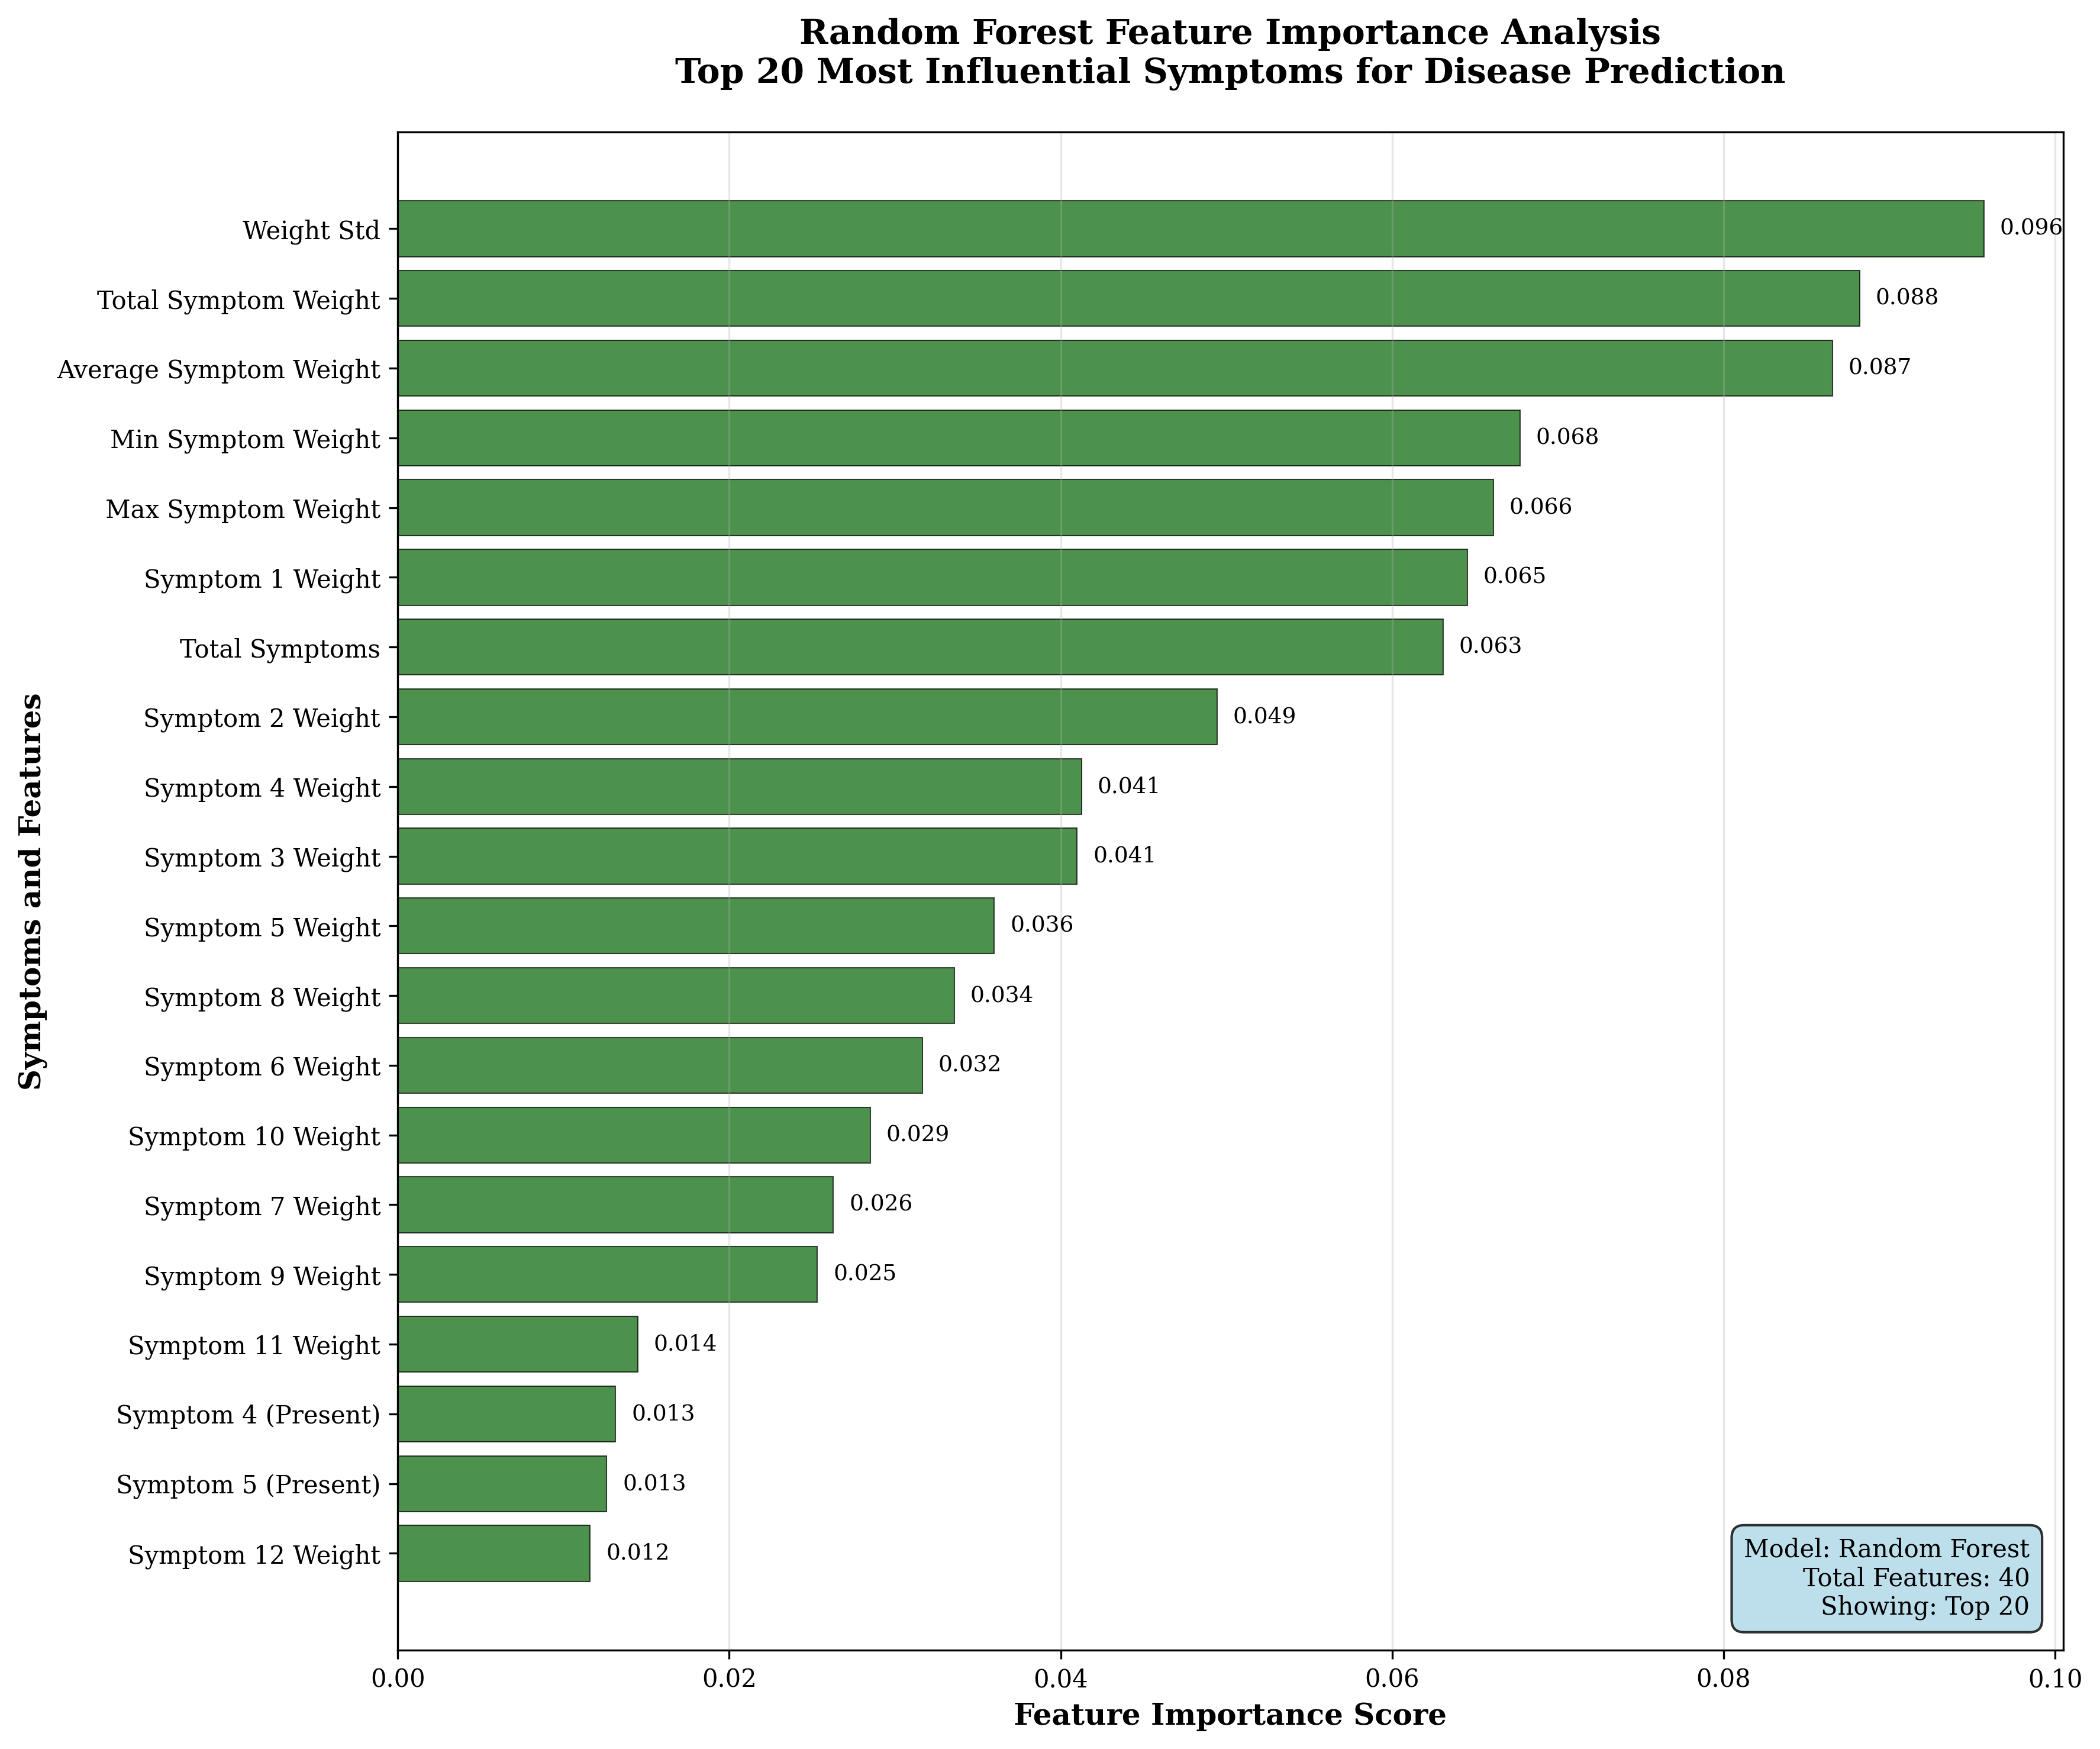 Random Forest Feature Importance Analysis
Top 20 Most Influential Symptoms for Disease Prediction
Symptoms and Features
Weight Std 0.096
Total Symptom Weight 0.088
Average Symptom Weight 0.087
Min Symptom Weight 0.068
Max Symptom Weight 0.066
Symptom 1 Weight 0.065
Total Symptoms 0.063
Symptom 2 Weight 0.049
Symptom 4 Weight 0.041
Symptom 3 Weight 0.041
Symptom 5 Weight 0.036
Symptom 8 Weight 0.034
Symptom 6 Weight 0.032
Symptom 10 Weight 0.029
Symptom 7 Weight 0.026
Symptom 9 Weight 0.025
Symptom 11 Weight 0.014
Symptom 4 (Present) 0.013
Symptom 5 (Present) 0.013
Symptom 12 Weight 0.012
Model: Random Forest
Total Features: 40
Showing: Top 20
0.00 0.02 0.04 0.06 0.08 0.10
Feature Importance Score